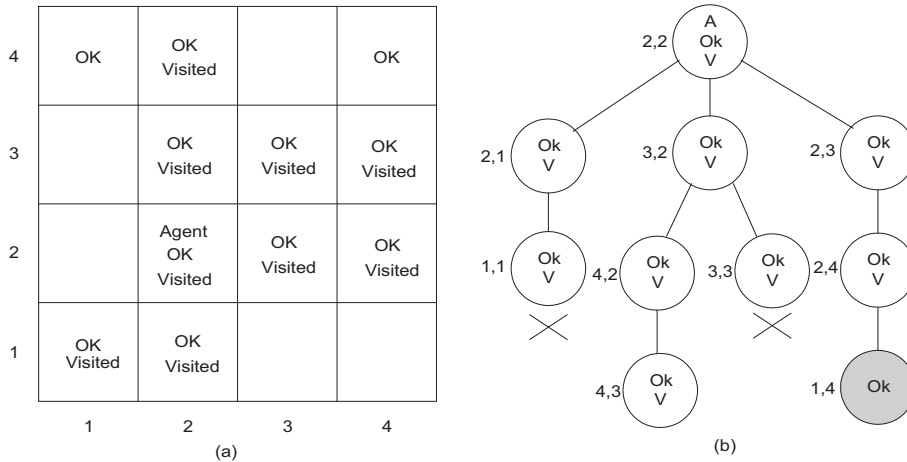 4
OK
OK
Visited
OK
3
OK
Visited
OK
Visited
OK
Visited
2
Agent
OK
Visited
OK
Visited
OK
Visited
1
OK
Visited
OK
Visited
1 2 3 4
(a)
A
Ok
V
2,2
2,1
Ok
V
3,2
Ok
V
2,3
Ok
V
1,1
Ok
V
4,2
Ok
V
3,3
Ok
V
2,4
Ok
V
4,3
Ok
V
1,4
Ok
(b)